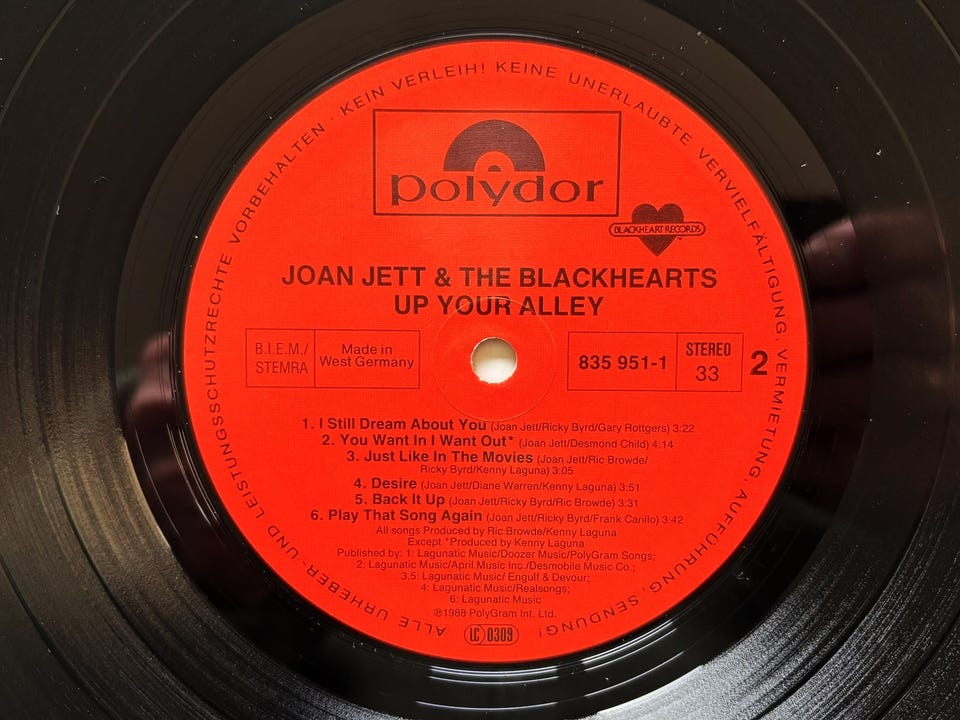 ALLE URHEBER- UND LEISTUNGSSCHUTZRECHTE VORBEHALTEN · KEIN VERLEIH! KEINE UNERLAUBTE VERVIELFÄLTIGUNG, VERMIETUNG, AUFFÜHRUNG, SENDUNG!
polydor
BLACKHEART RECORDS
JOAN JETT & THE BLACKHEARTS
UP YOUR ALLEY
B.I.E.M./
STEMRA
Made in
West Germany
835 951-1
STEREO
33
2
1. I Still Dream About You (Joan Jett/Ricky Byrd/Gary Rottgers) 3:22
2. You Want In I Want Out* (Joan Jett/Desmond Child) 4:14
3. Just Like In The Movies (Joan Jett/Ric Browde/
Ricky Byrd/Kenny Laguna) 3:05
4. Desire (Joan Jett/Diane Warren/Kenny Laguna) 3:51
5. Back It Up (Joan Jett/Ricky Byrd/Ric Browde) 3:31
6. Play That Song Again (Joan Jett/Ricky Byrd/Frank Carillo) 3:42
All songs Produced by Ric Browde/Kenny Laguna
Except *Produced by Kenny Laguna
Published by: 1: Lagunatic Music/Doozer Music/PolyGram Songs;
2: Lagunatic Music/April Music Inc./Desmobile Music Co.;
3,5: Lagunatic Music/ Engulf & Devour;
4: Lagunatic Music/Realsongs;
6: Lagunatic Music
℗1988 PolyGram Int. Ltd.
LC 0309